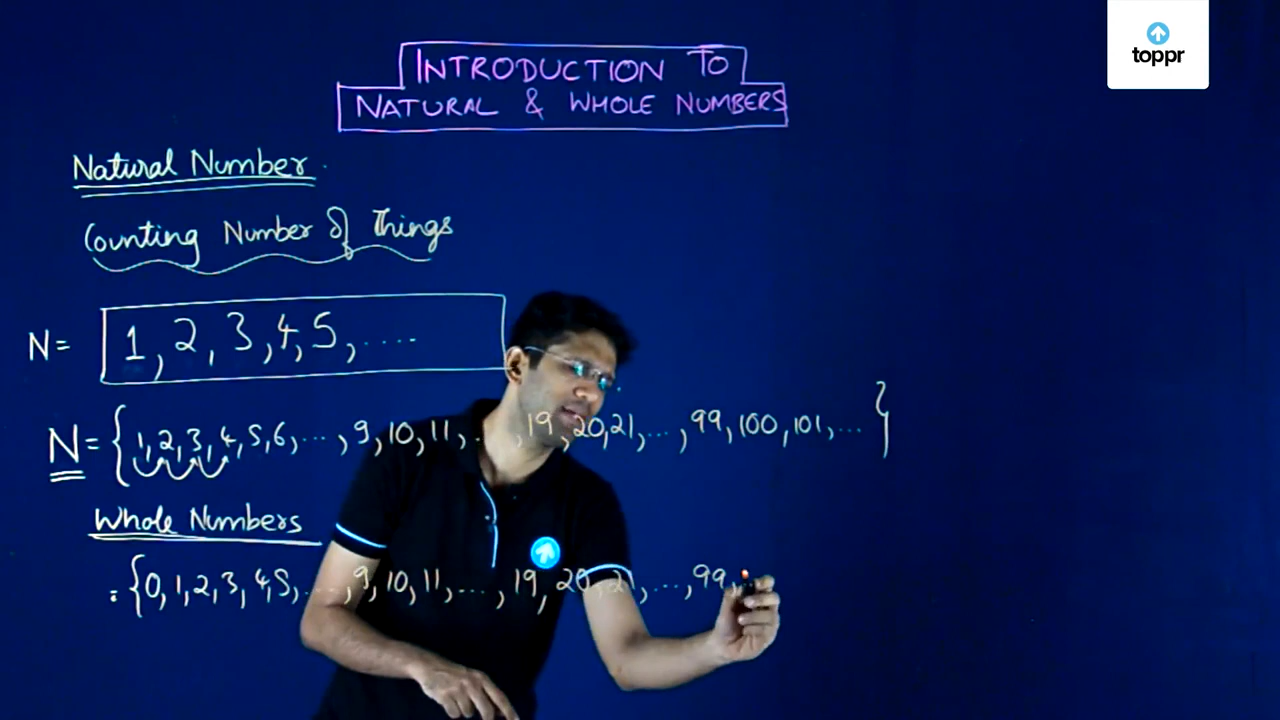 toppr
INTRODUCTION TO
NATURAL & WHOLE NUMBERS
Natural Number
Counting Number of Things
N = 1, 2, 3, 4, 5, ....
N = { 1, 2, 3, 4, 5, 6, ..., 9, 10, 11, ..., 19, 20, 21, ..., 99, 100, 101, ... }
Whole Numbers
= { 0, 1, 2, 3, 4, 5, ..., 9, 10, 11, ..., 19, 20, 21, ..., 99,